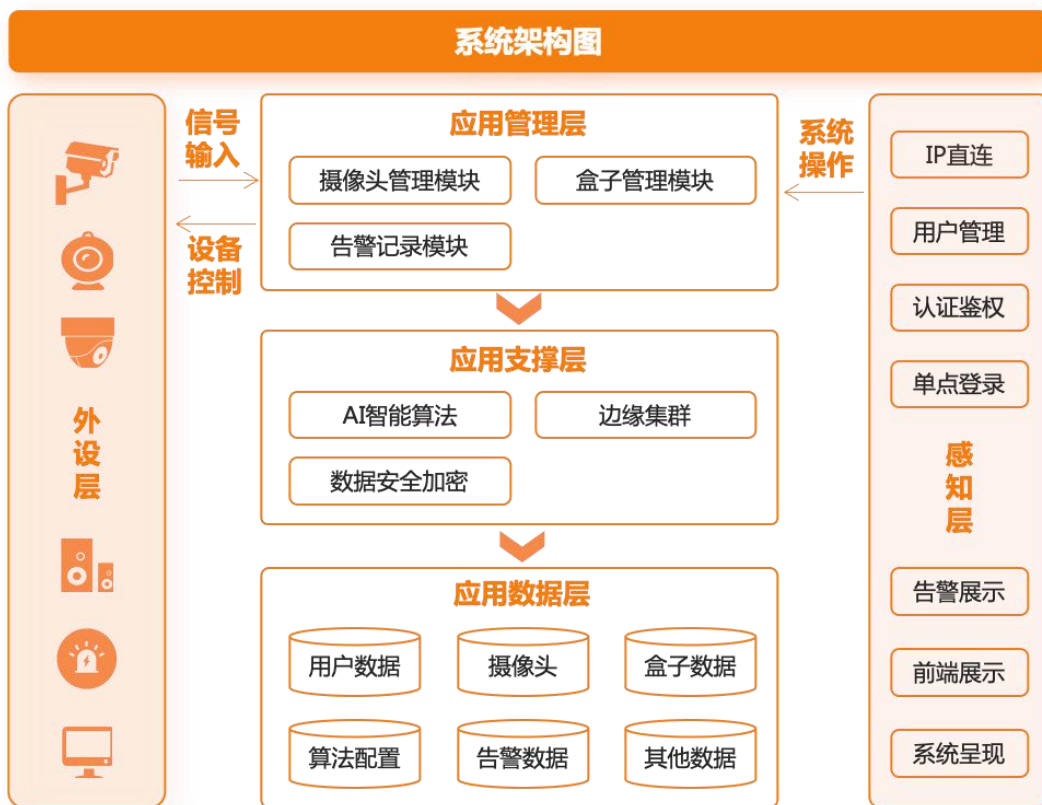 系统架构图
信号
输入
设备
控制
外
设
层
应用管理层
摄像头管理模块
盒子管理模块
告警记录模块
应用支撑层
AI智能算法
边缘集群
数据安全加密
应用数据层
用户数据
摄像头
盒子数据
算法配置
告警数据
其他数据
系统
操作
IP直连
用户管理
认证鉴权
单点登录
感
知
层
告警展示
前端展示
系统呈现